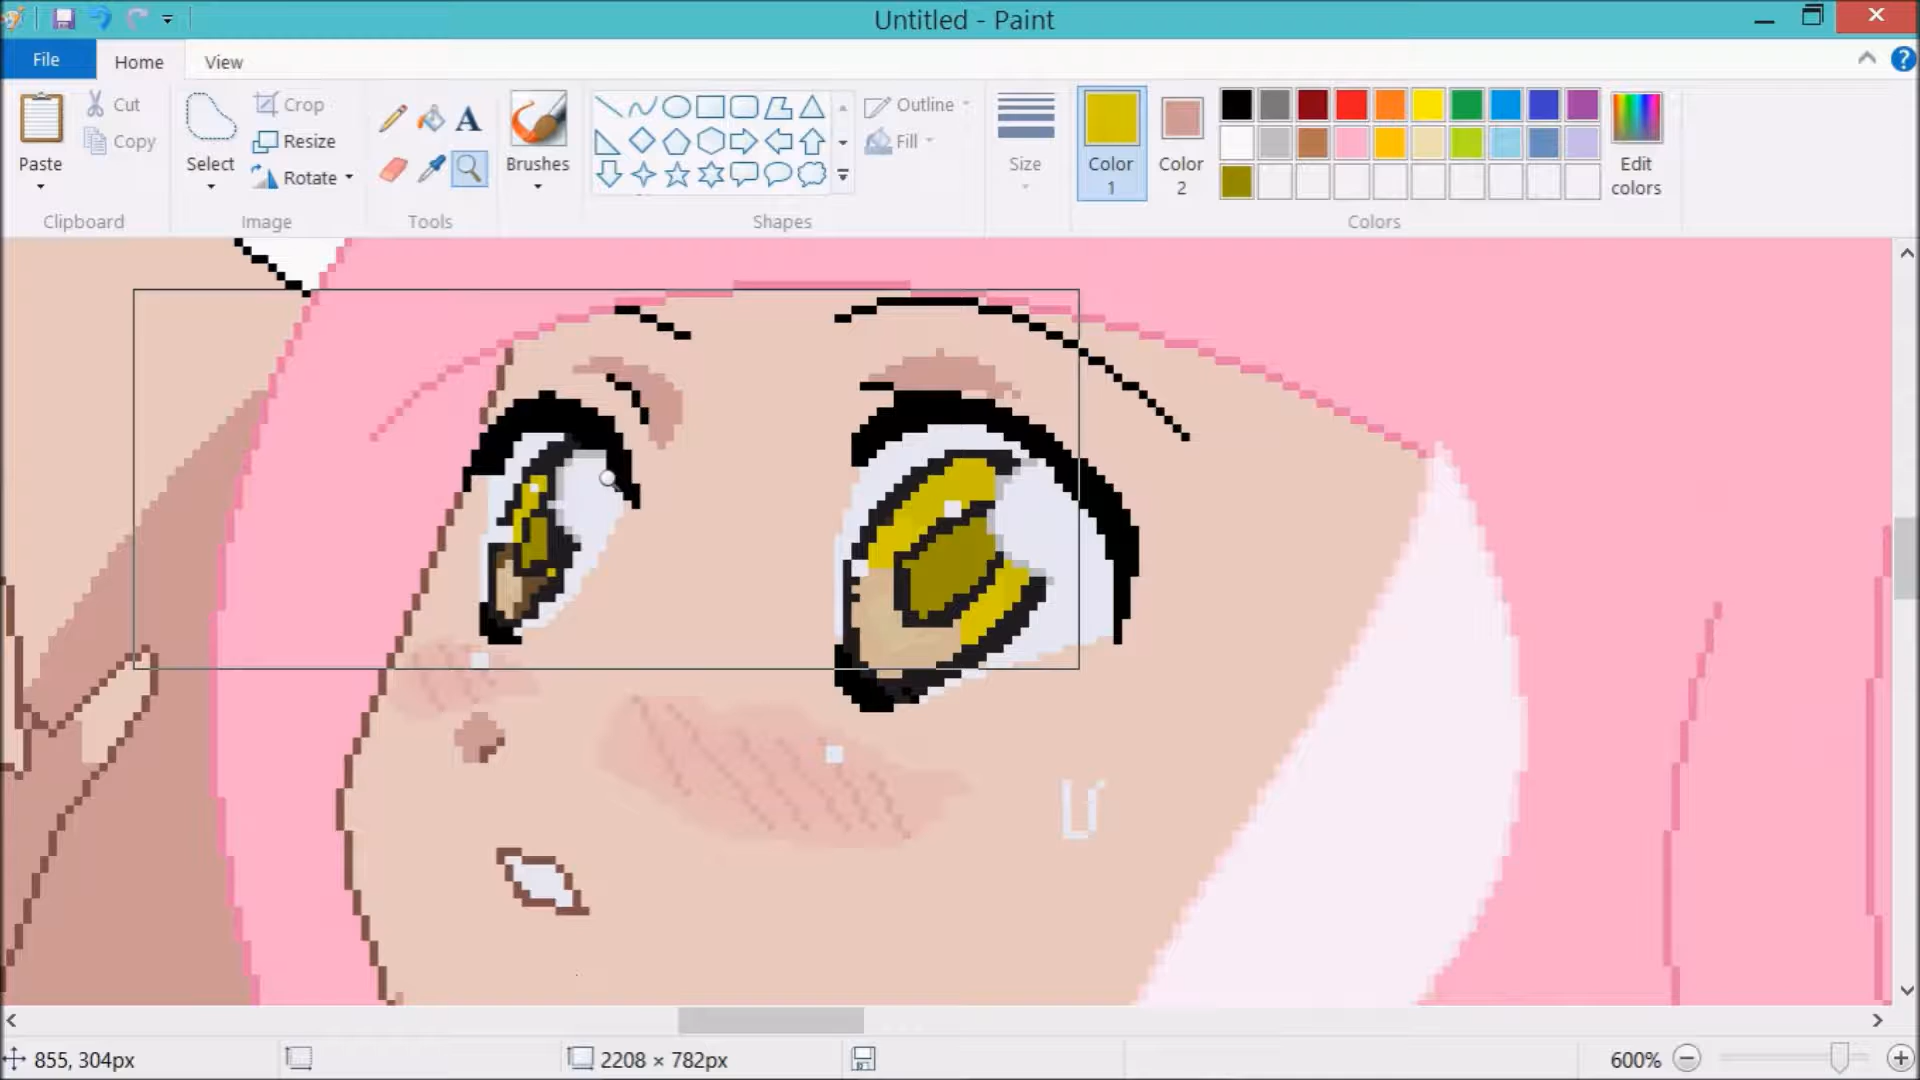 Untitled - Paint
File Home View
Paste
Cut
Copy
Clipboard
Select
Crop
Resize
Rotate
Image
A
Tools
Brushes
Outline
Fill
Shapes
Size
Color 1
Color 2
Edit colors
Colors
855, 304px
2208 × 782px
600%